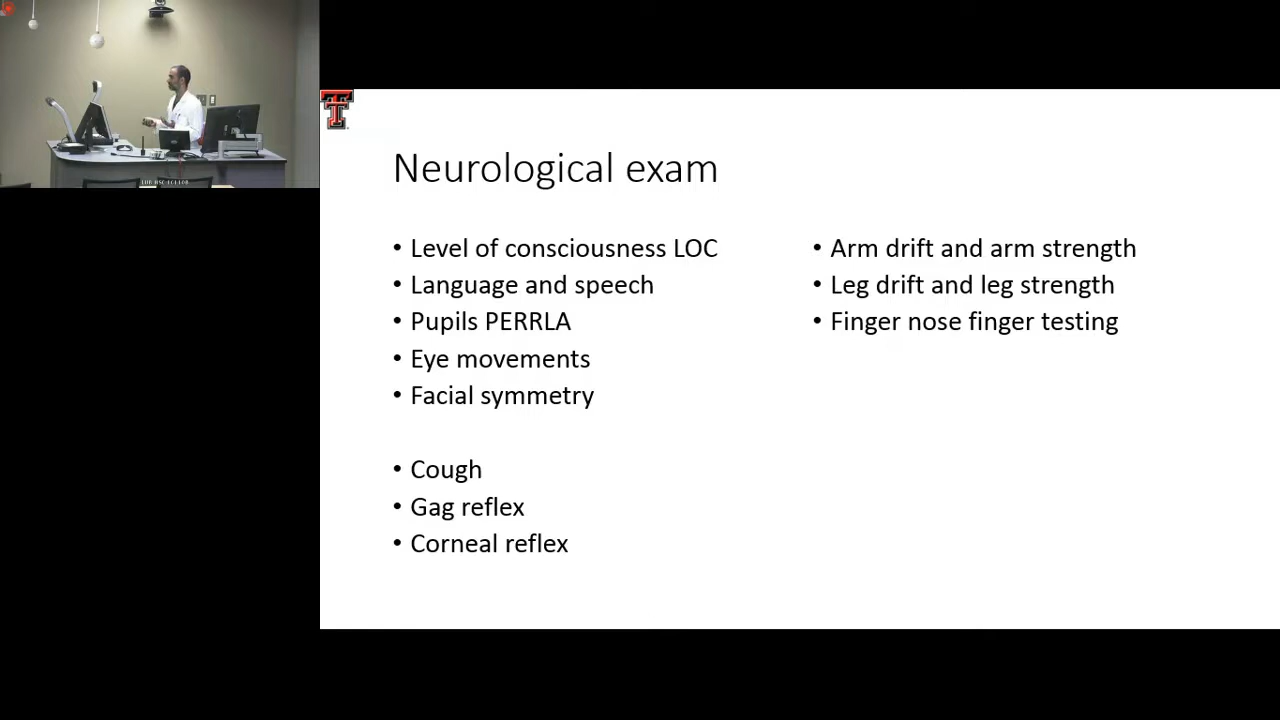 Neurological exam
• Level of consciousness LOC
• Language and speech
• Pupils PERRLA
• Eye movements
• Facial symmetry
• Cough
• Gag reflex
• Corneal reflex
• Arm drift and arm strength
• Leg drift and leg strength
• Finger nose finger testing